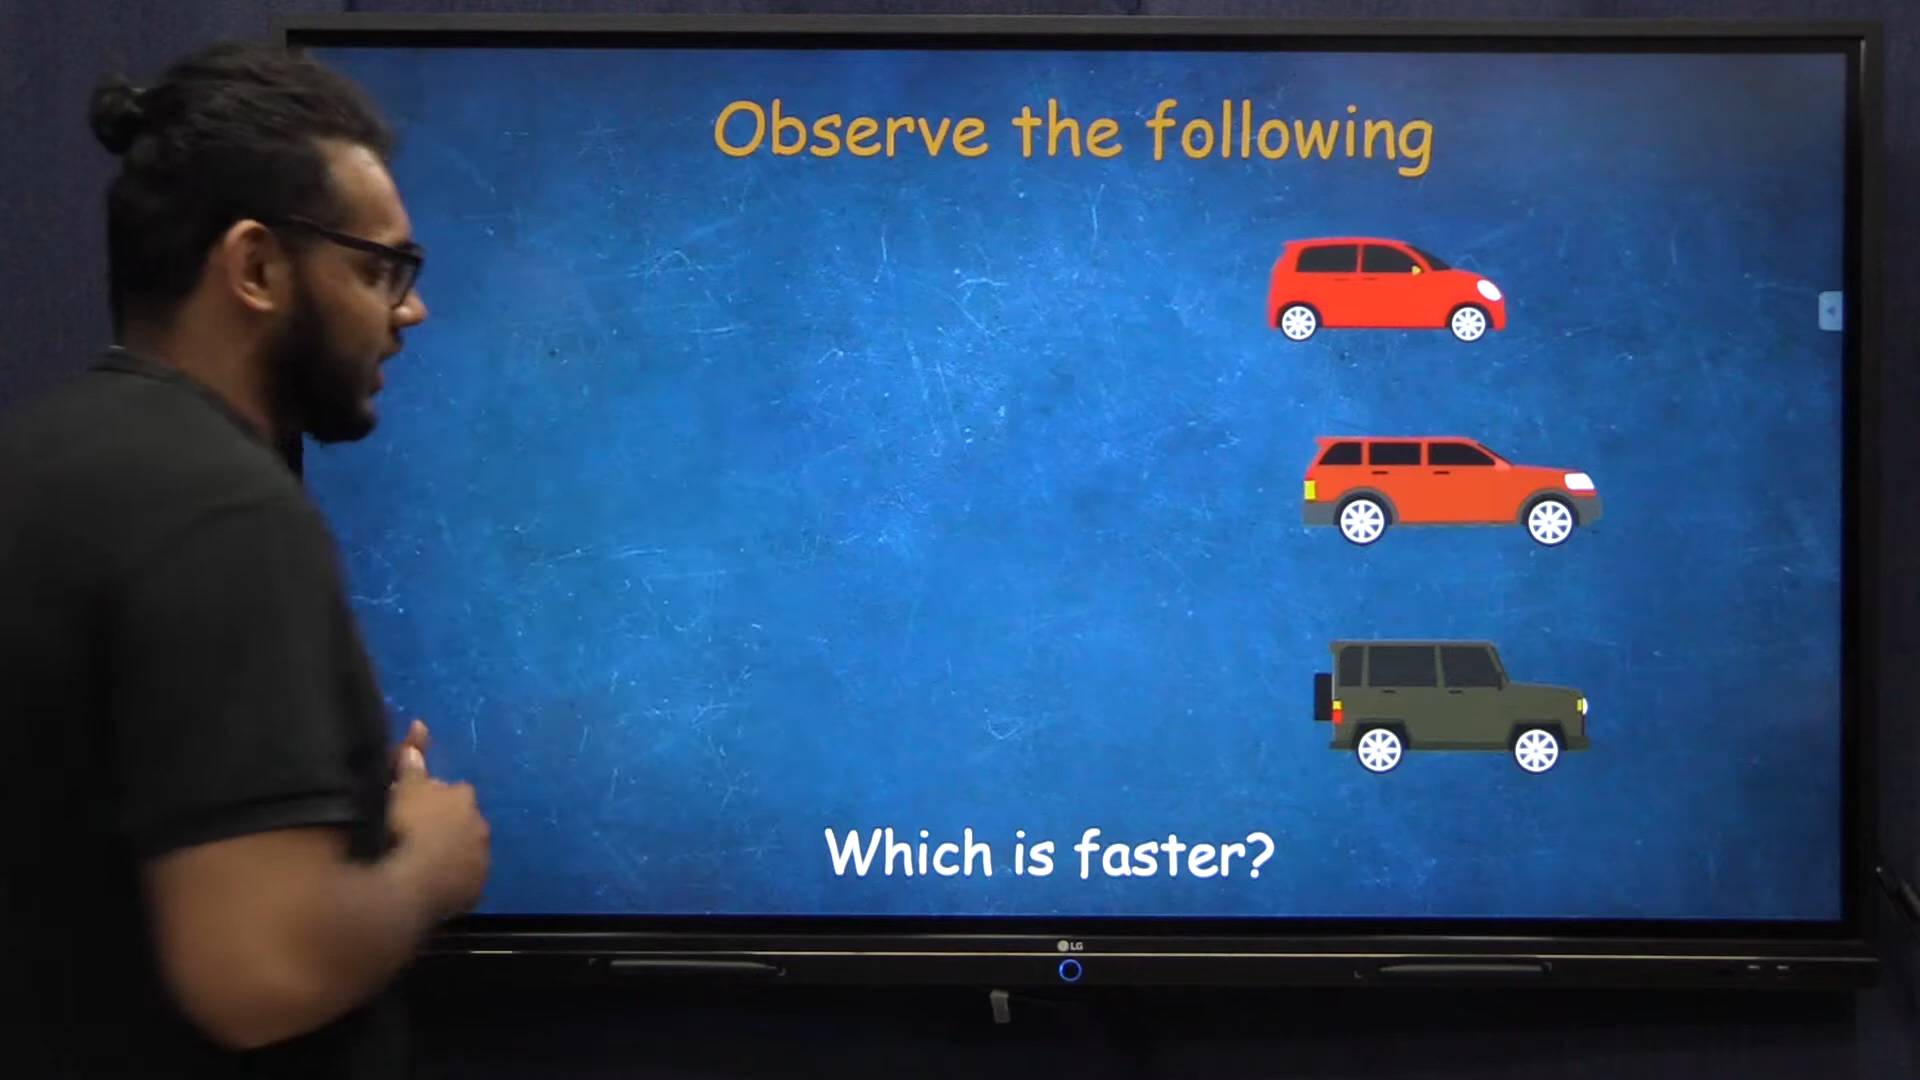 Observe the following
Which is faster?
LG